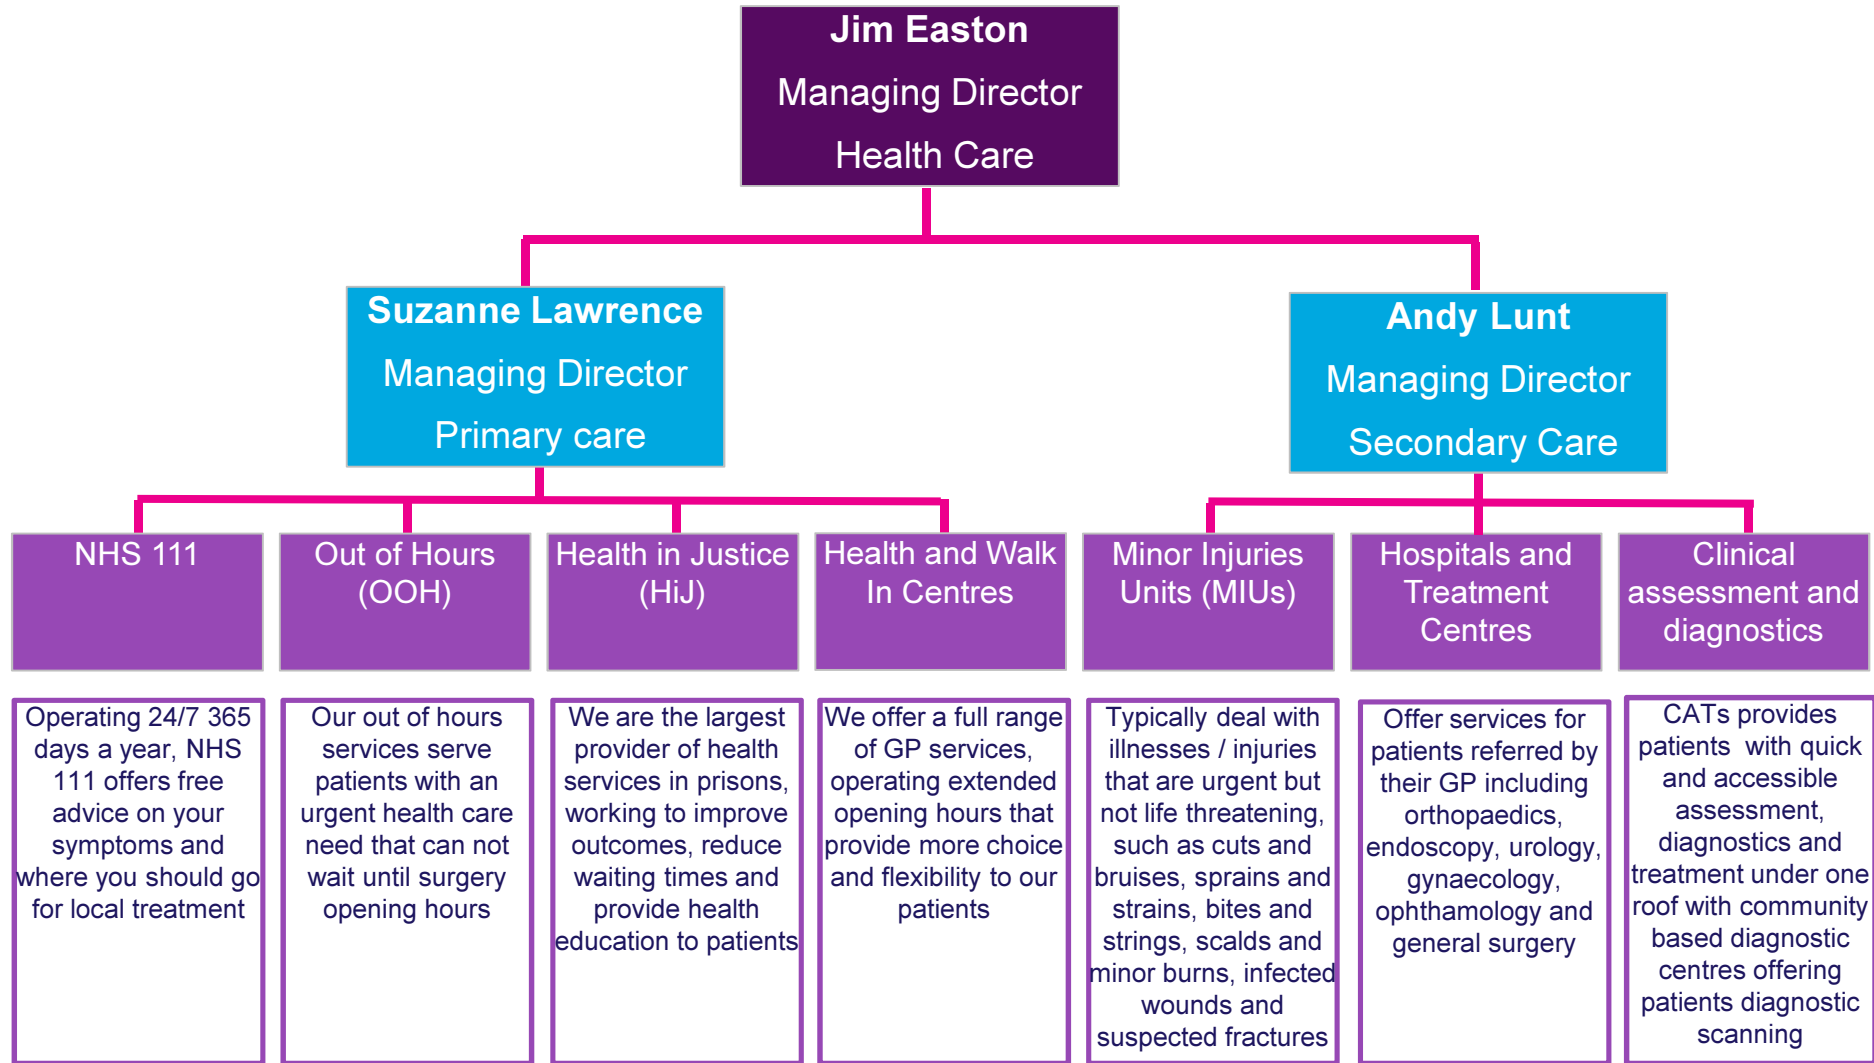 Jim Easton
Managing Director
Health Care
Suzanne Lawrence
Managing Director
Primary care
Andy Lunt
Managing Director
Secondary Care
NHS 111
Out of Hours
(OOH)
Health in Justice
(HiJ)
Health and Walk
In Centres
Minor Injuries
Units (MIUs)
Hospitals and
Treatment
Centres
Clinical
assessment and
diagnostics
Operating 24/7 365
days a year, NHS
111 offers free
advice on your
symptoms and
where you should go
for local treatment
Our out of hours
services serve
patients with an
urgent health care
need that can not
wait until surgery
opening hours
We are the largest
provider of health
services in prisons,
working to improve
outcomes, reduce
waiting times and
provide health
education to patients
We offer a full range
of GP services,
operating extended
opening hours that
provide more choice
and flexibility to our
patients
Typically deal with
illnesses / injuries
that are urgent but
not life threatening,
such as cuts and
bruises, sprains and
strains, bites and
strings, scalds and
minor burns, infected
wounds and
suspected fractures
Offer services for
patients referred by
their GP including
orthopaedics,
endoscopy, urology,
gynaecology,
ophthamology and
general surgery
CATs provides
patients  with quick
and accessible
assessment,
diagnostics and
treatment under one
roof with community
based diagnostic
centres offering
patients diagnostic
scanning